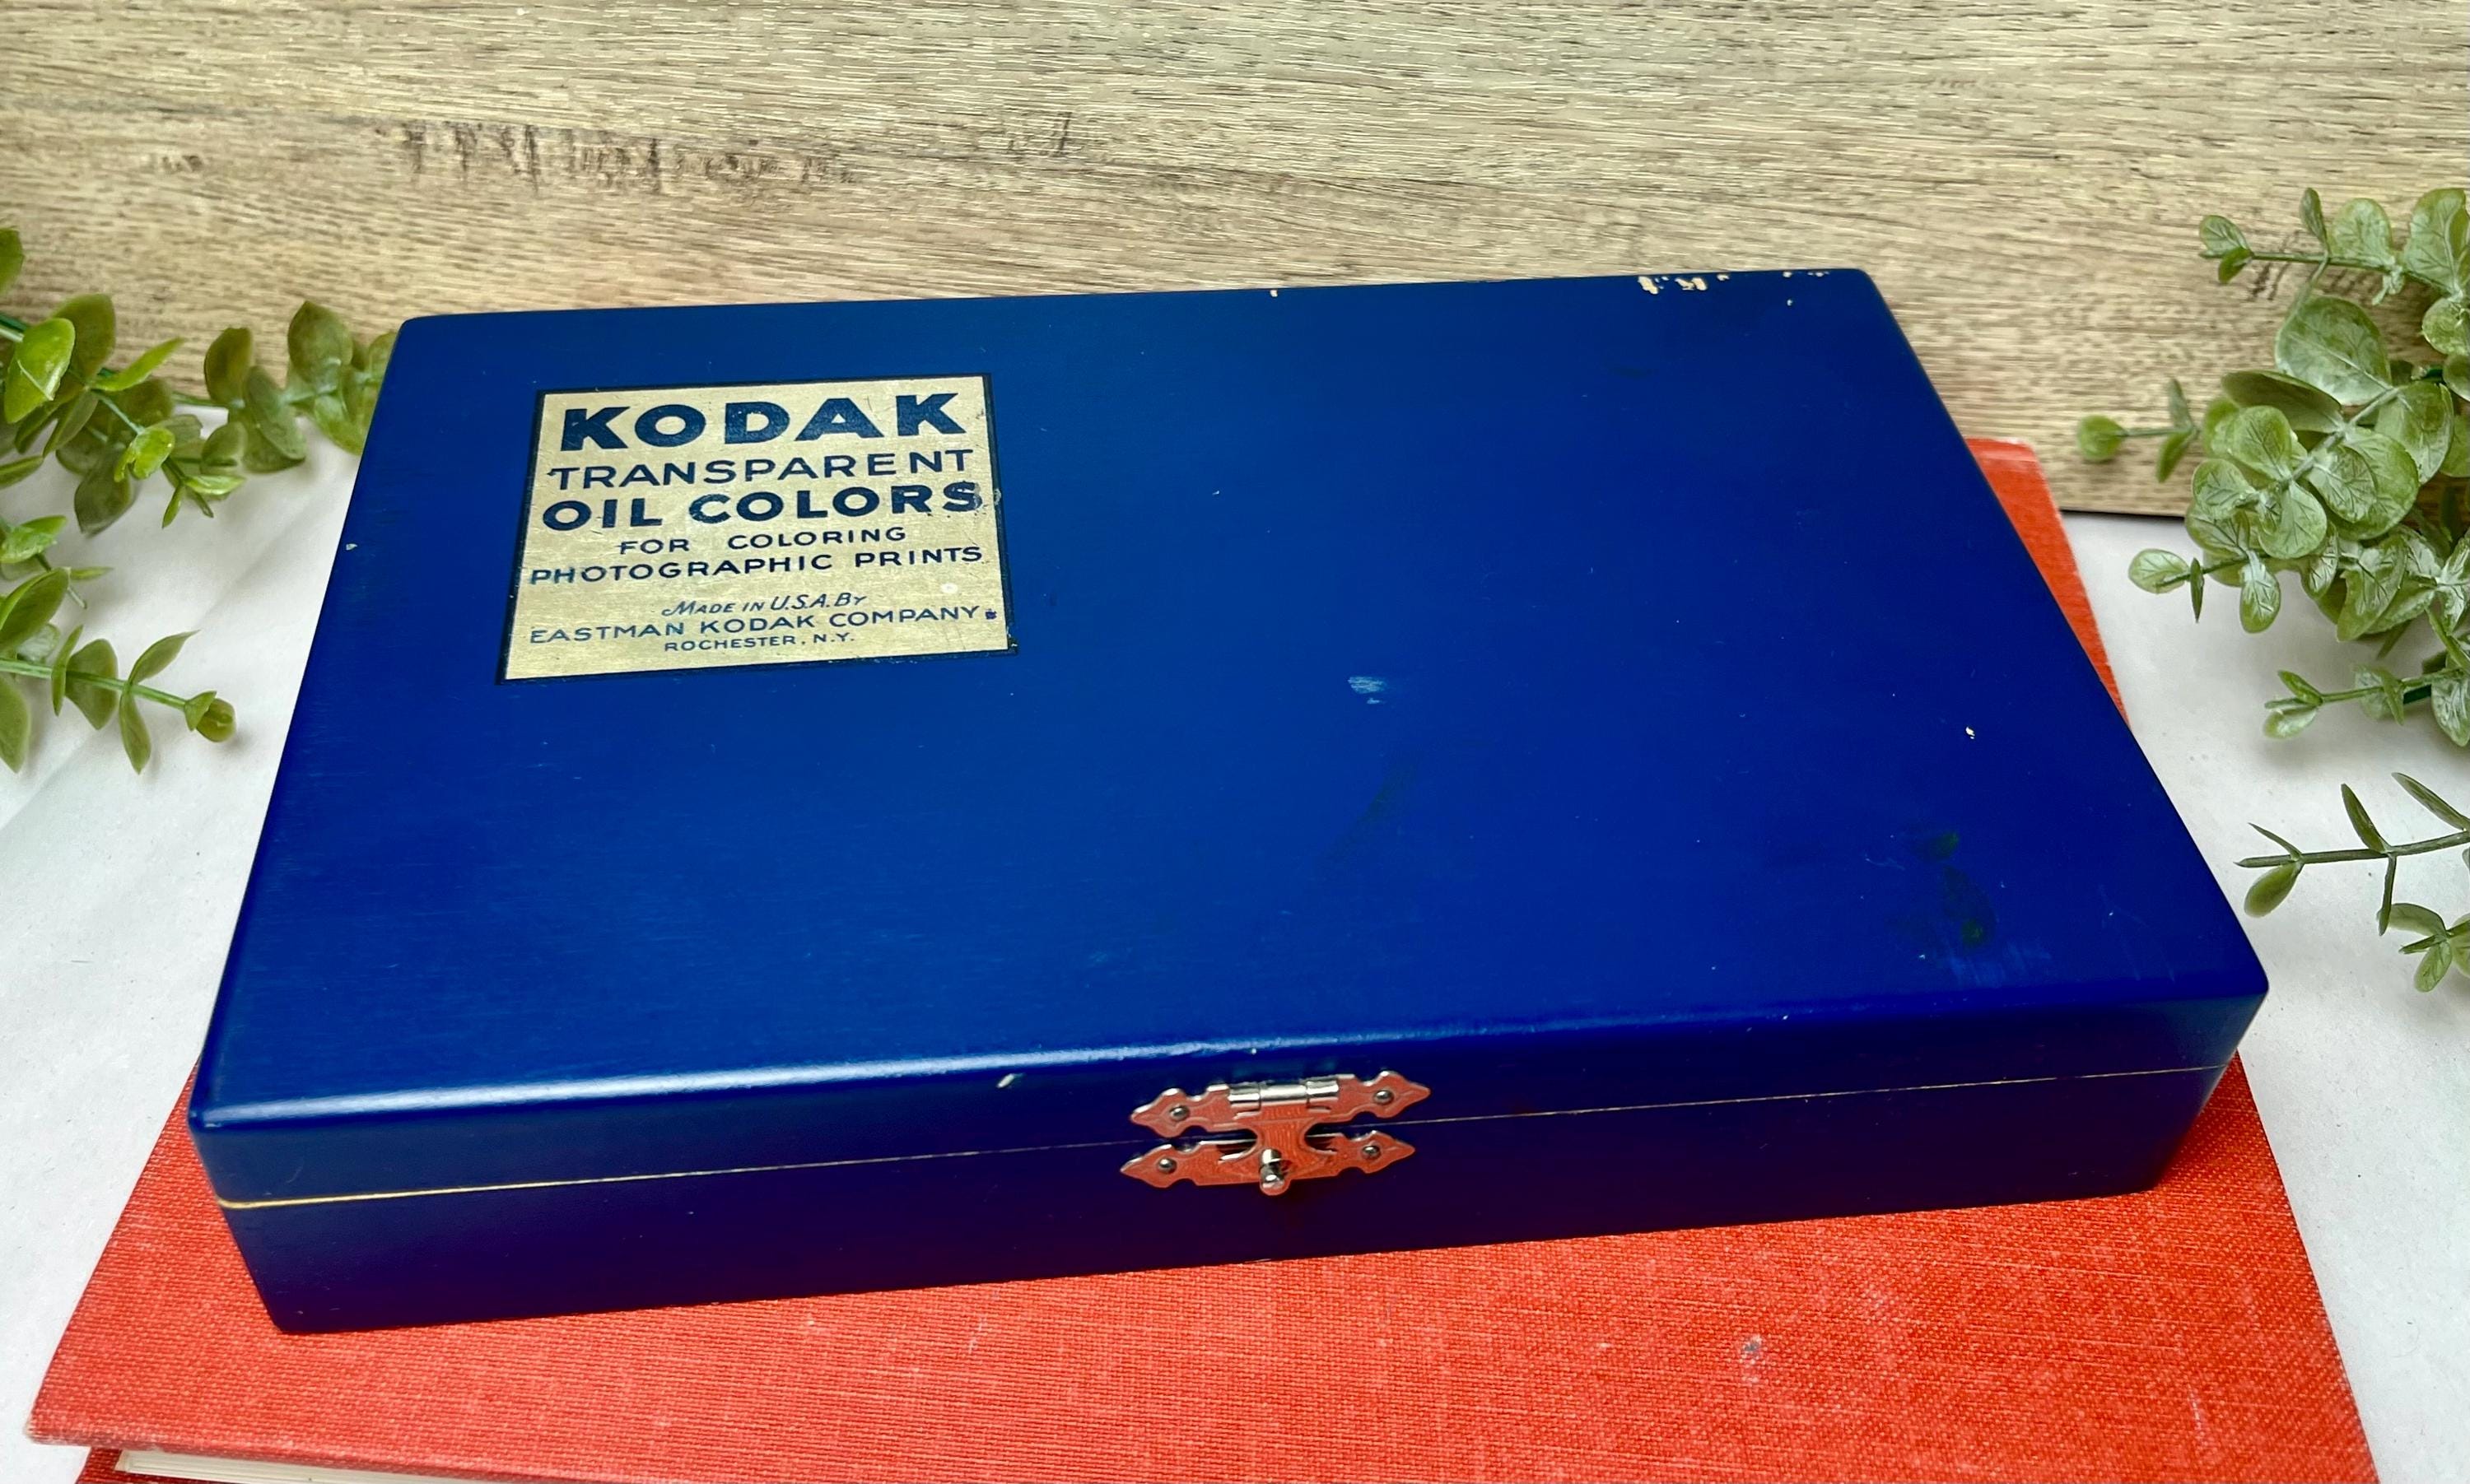 KODAK
TRANSPARENT
OIL COLORS
FOR COLORING
PHOTOGRAPHIC PRINTS
MADE IN U.S.A. BY
EASTMAN KODAK COMPANY
ROCHESTER, N.Y.